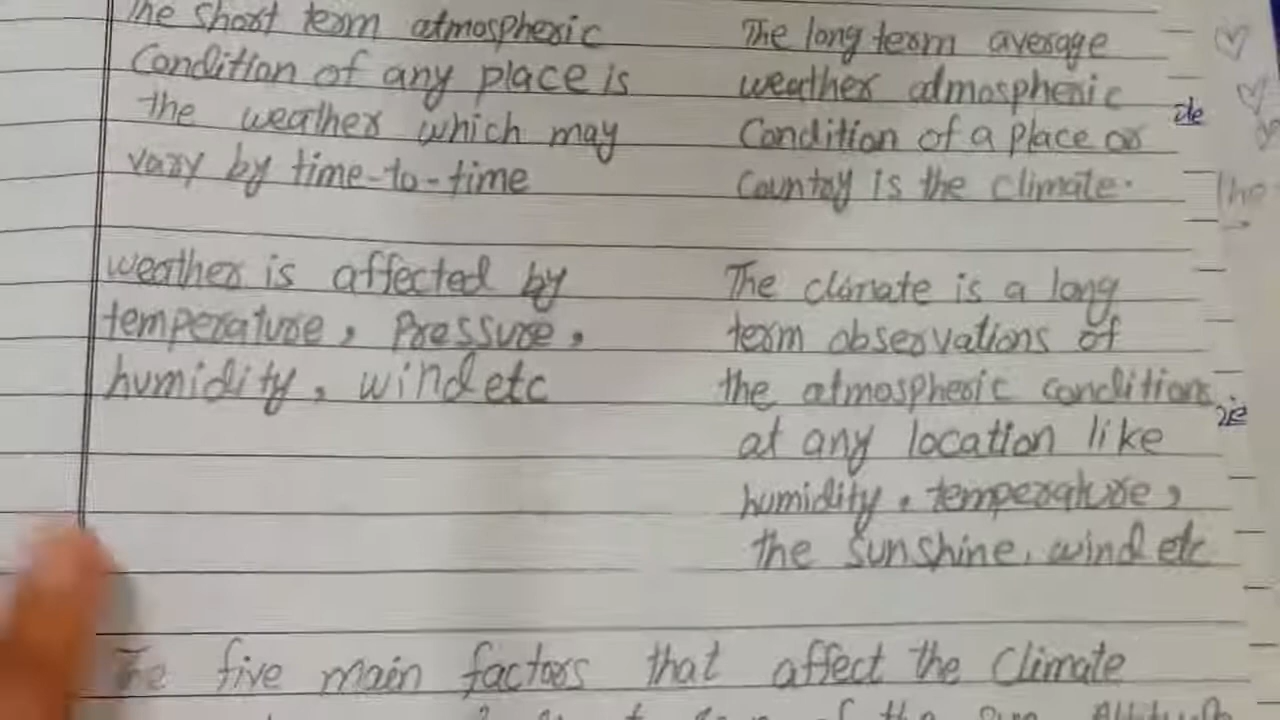 The short term atmospheric
Condition of any place is
the weather which may
vary by time-to-time
The long term average
weather atmospheric
Condition of a place or
Country is the climate.
weather is affected by
temperature, Pressure,
humidity, wind etc
The climate is a long
term observations of
the atmospheric conditions
at any location like
humidity, temperature,
the sunshine, wind etc
The five main factors that affect the Climate
of the